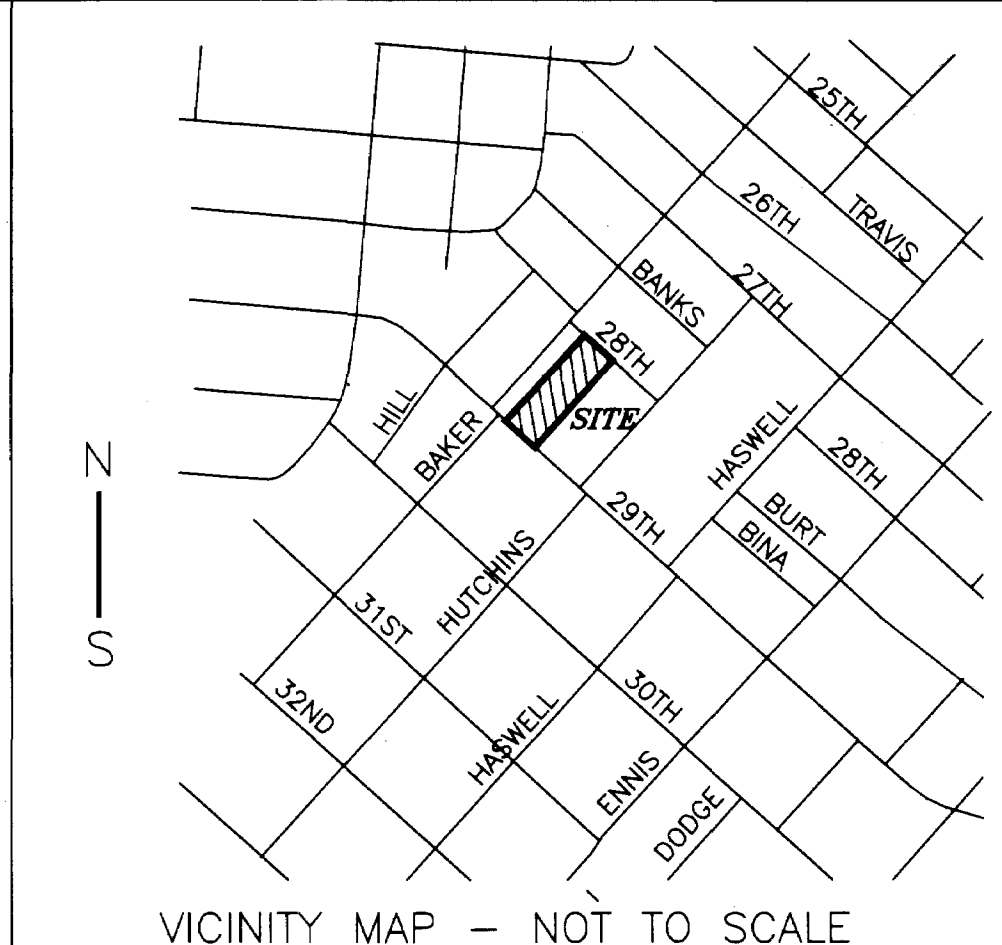 25TH
TRAVIS
26TH
27TH
BANKS
28TH
SITE
HILL
BAKER
HASWELL
28TH
BURT
BINA
29TH
N
S
HUTCHINS
31ST
32ND
30TH
HASWELL
ENNIS
DODGE
VICINITY MAP - NOT TO SCALE